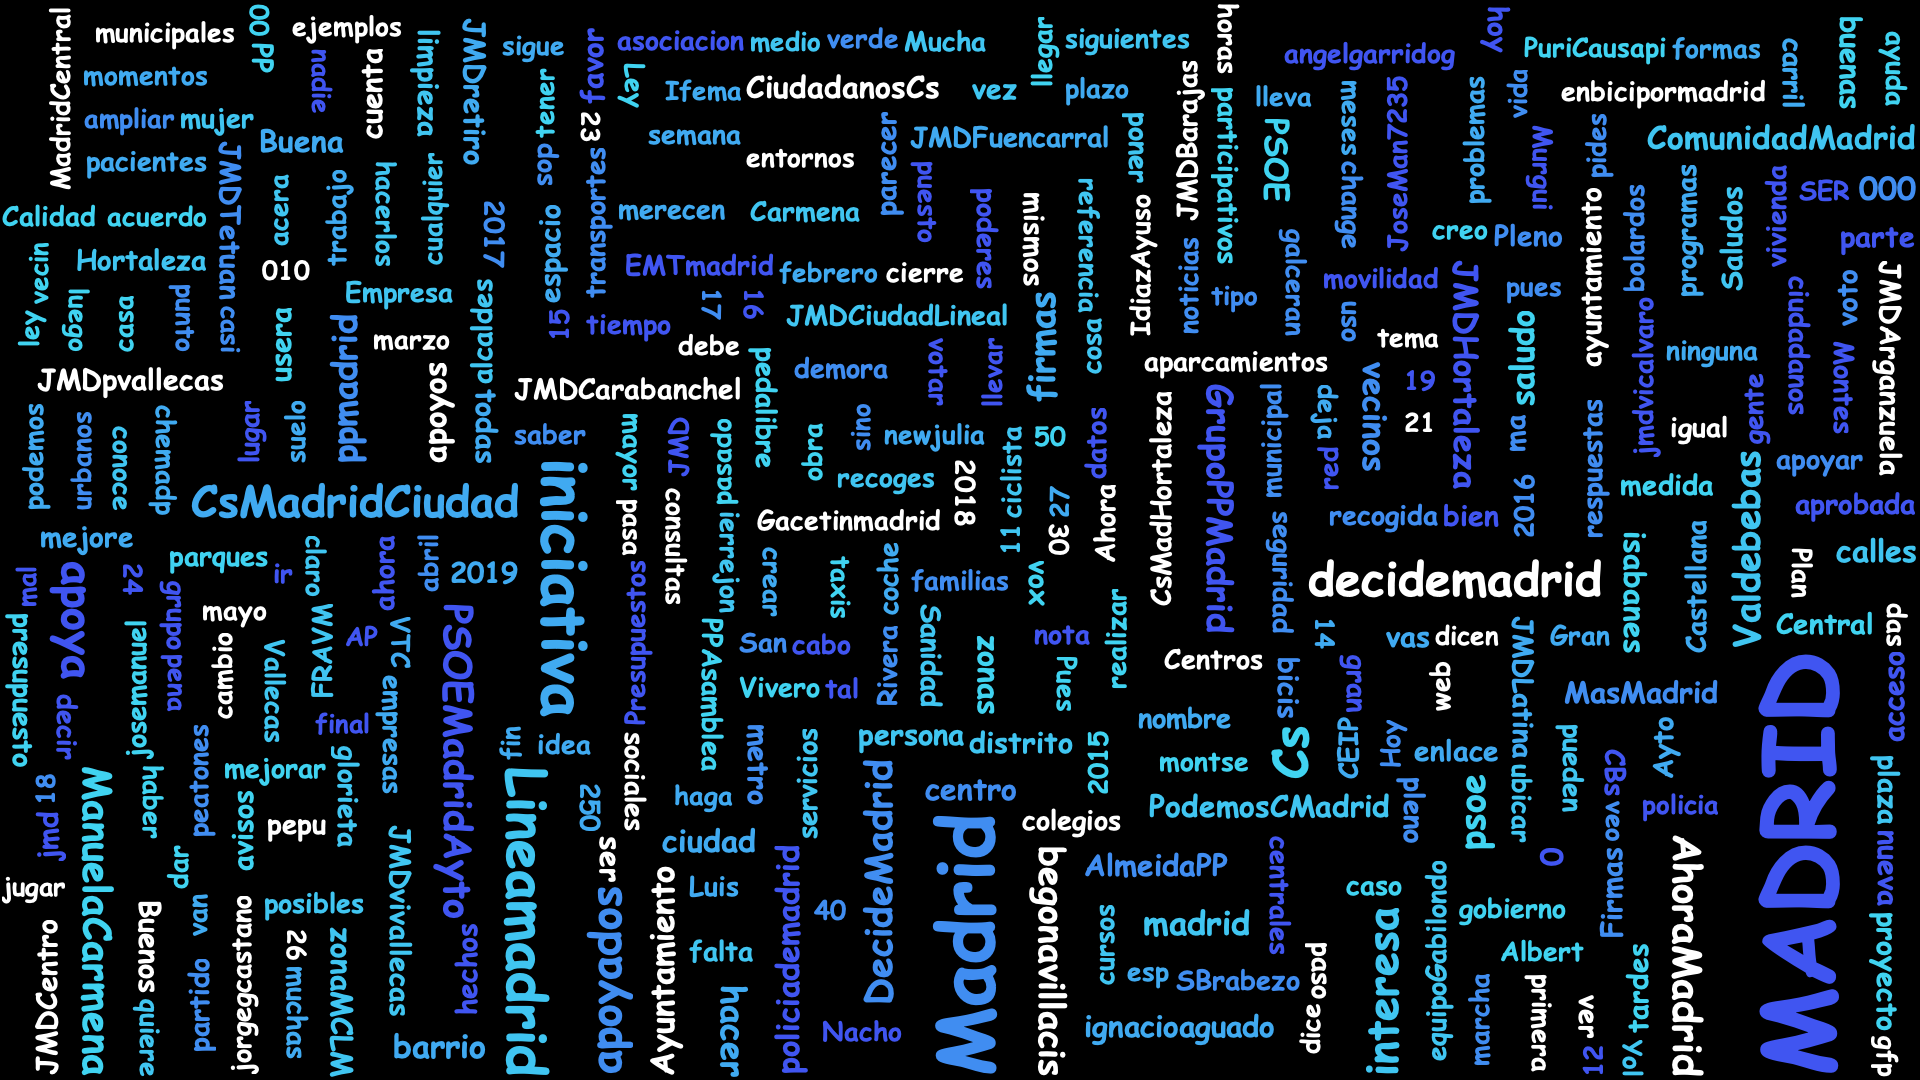 MadridCentral
municipales
00 PP
ejemplos
nadie
cuenta
limpieza
JMDretiro
sigue
favor
asociacion
medio
verde
Mucha
llegar
siguientes
horas
angelgarridog
hoy
PuriCausapi
formas
carril
buenas
ayuda
momentos
tener
Ley
Ifema
CiudadanosCs
vez
plazo
JMDBarajas
lleva
meses
JoseMan7235
problemas
vida
enbicipormadrid
ampliar
mujer
Buena
23
semana
JMDFuencarral
poner
participativos
PSOE
change
Wurgui
pides
ComunidadMadrid
pacientes
JMDTetuan
acera
trabajo
hacerlos
cualquier
sop
transportes
entornos
parecer
puesto
poderes
mismos
referencia
IdiazAyuso
ayuntamiento
programas
Saludos
vivienda
SER
000
Calidad
acuerdo
2017
espacio
merecen
Carmena
noticias
galceran
creo
Pleno
bolardos
parte
ley
vecin
Hortaleza
010
EMTmadrid
febrero
cierre
movilidad
JMDHortaleza
ciudadanos
voto
JMDArganzuela
luego
casa
punto
casi
Empresa
alcaldes
15
tiempo
17
16
JMDCiudadLineal
firmas
cosa
tipo
uso
pues
saludo
jmdvicalvaro
ninguna
Montes
JMDpvallecas
usera
ppmadrid
marzo
apoyos
sapoto
JMDCarabanchel
debe
pedalibre
demora
votar
llevar
aparcamientos
tema
19
21
vecinos
ma
igual
gente
podemos
urbanos
conoce
chemadp
lugar
suelo
saber
mayor
JWD
opasado
obra
sino
newjulia
50
datos
CsMadHortaleza
GrupoPPMadrid
municipal
deja
red
respuestas
medida
Valdebebas
apoyar
aprobada
CsMadridCiudad
iniciativa
pasa
consultas
ierrejon
recoges
Gacetinmadrid
2018
ciclista
11
27
30
Ahora
seguridad
recogida
bien
2016
isabanes
Castellana
Plan
calles
mejore
mal
apoya
24
parques
grupodena
ir
claro
ahora
abril
2019
Presupuestos
crear
taxis
Rivera
coche
familias
vox
realizar
decidemadrid
presupuesto
josemanuel
mayo
cambio
Vallecas
FRAVM
AP
VTC
PSOEMadridAyto
PPAsamblea
San
cabo
Sanidad
zonas
nota
Pues
Centros
14
vas
dicen
JMDLatina
Gran
Central
das
acceso
decir
final
empresas
fin
idea
sociales
Vivero
tal
nombre
bicis
gran
web
MasMadrid
MADRID
jmd
18
ManuelaCarmena
haber
peatones
mejorar
glorieta
Lineamadrid
250
haga
metro
servicios
persona
distrito
2015
montse
Cs
CEIP
Hoy
enlace
ubicar
pueden
CBs
Ayto
avisos
pepu
dar
ciudad
DecideMadrid
centro
colegios
PodemosCMadrid
pleno
psoe
veo
policia
plaza
nueva
jugar
JMDCentro
Buenos
quiere
van
partido
jorgegcastano
posibles
26
muchas
zonaMCLM
JMDvivallecas
hechos
barrio
ser
apoyados
Ayuntamiento
Luis
falta
hacer
policiademadrid
40
Nacho
Madrid
begonavillacis
AlmeidaPP
cursos
madrid
esp
SBrabezo
ignacioaguado
centrales
paso
dice
caso
interesa
equipoGabilondo
gobierno
marcha
Albert
primera
0
Firmas
ver
12
tardes
loY
AhoraMadrid
proyecto
gfp